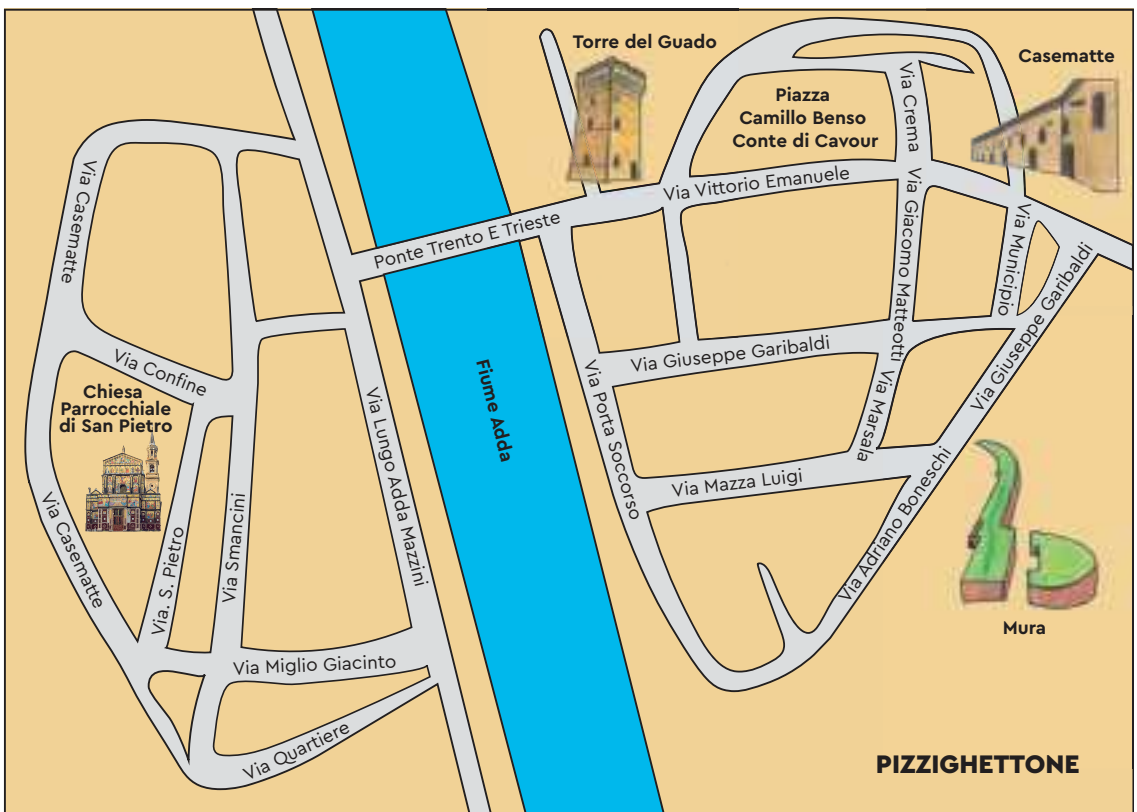 Torre del Guado
Casematte
Piazza
Camillo Benso
Conte di Cavour
Via Crema
Via Casematte
Via Vittorio Emanuele
Ponte Trento E Trieste
Via Giacomo Matteotti
Via Municipio
Via Giuseppe Garibaldi
Via Giuseppe Garibaldi
Via Confine
Chiesa
Parrocchiale
di San Pietro
Fiume Adda
Via Lungo Adda Mazzini
Via Porta Soccorso
Via Marsala
Via Mazza Luigi
Via Casematte
Via. S. Pietro
Via Smancini
Via Adriano Boneschi
Mura
Via Miglio Giacinto
Via Quartiere
PIZZIGHETTONE